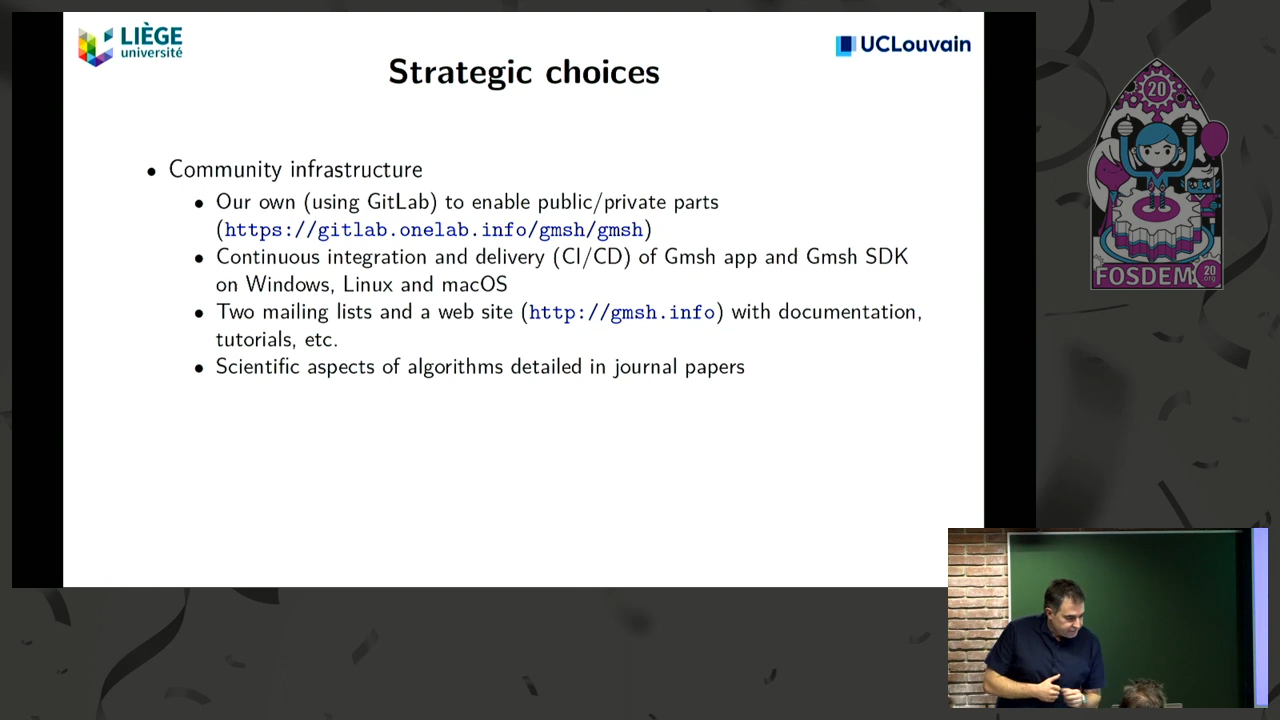 LIÈGE
université
UCLouvain
Strategic choices
• Community infrastructure
• Our own (using GitLab) to enable public/private parts
(https://gitlab.onelab.info/gmsh/gmsh)
• Continuous integration and delivery (CI/CD) of Gmsh app and Gmsh SDK
on Windows, Linux and macOS
• Two mailing lists and a web site (http://gmsh.info) with documentation,
tutorials, etc.
• Scientific aspects of algorithms detailed in journal papers
20
FOSDEM
20
.org